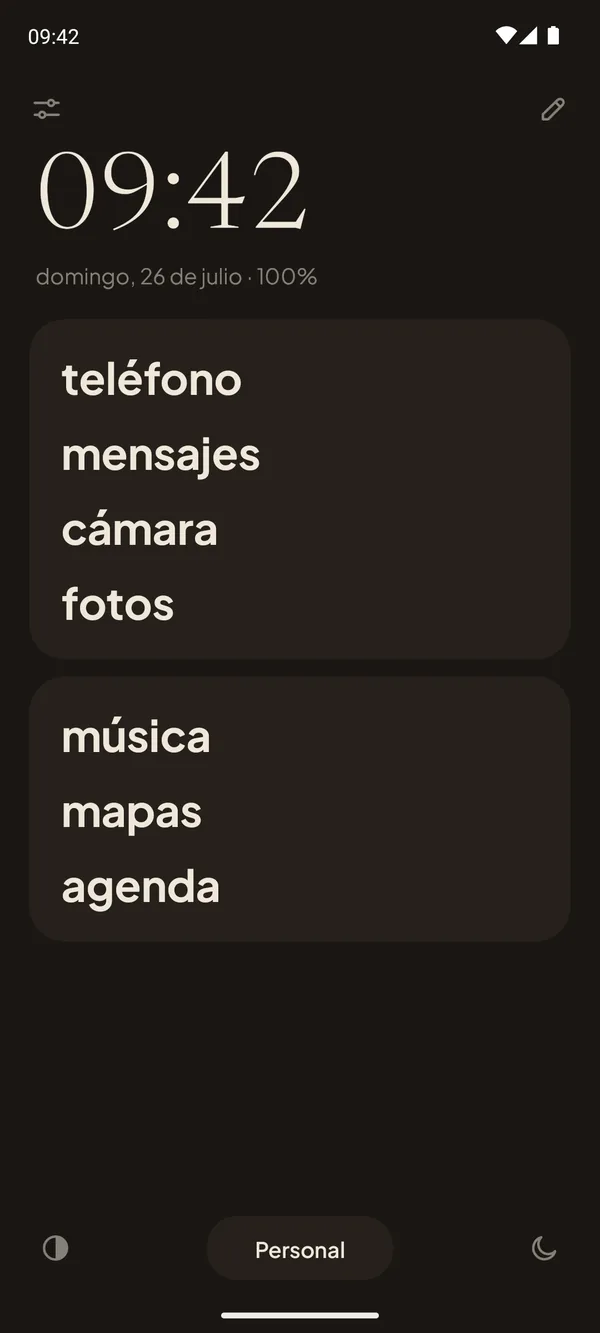 09:42
09:42
domingo, 26 de julio · 100%
teléfono
mensajes
cámara
fotos
música
mapas
agenda
Personal